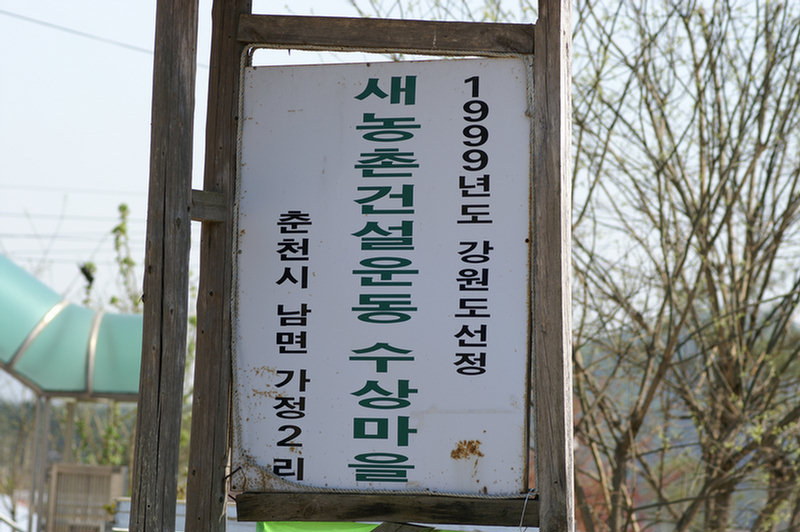 1999년도 강원도선정
새농촌건설운동 수상마을
춘천시 남면 가정2리